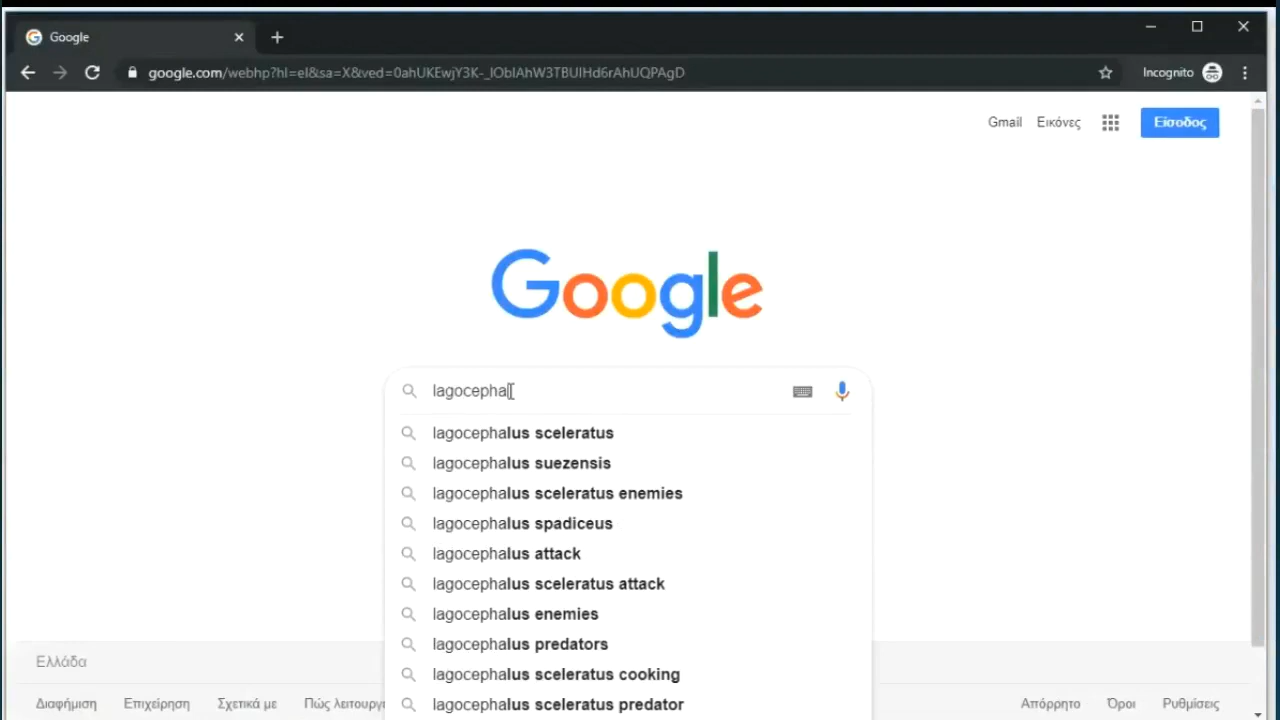 Google
google.com/webhp?hl=el&sa=X&ved=0ahUKEwjY3K-_IObIAhW3TBUIHd6rAhUQPAgD
Incognito
Gmail Εικόνες Είσοδος
Google
lagocepha
lagocephalus sceleratus
lagocephalus suezensis
lagocephalus sceleratus enemies
lagocephalus spadiceus
lagocephalus attack
lagocephalus sceleratus attack
lagocephalus enemies
lagocephalus predators
lagocephalus sceleratus cooking
lagocephalus sceleratus predator
Ελλάδα
Διαφήμιση Επιχείρηση Σχετικά με Πώς λειτουργ Απόρρητο Όροι Ρυθμίσεις